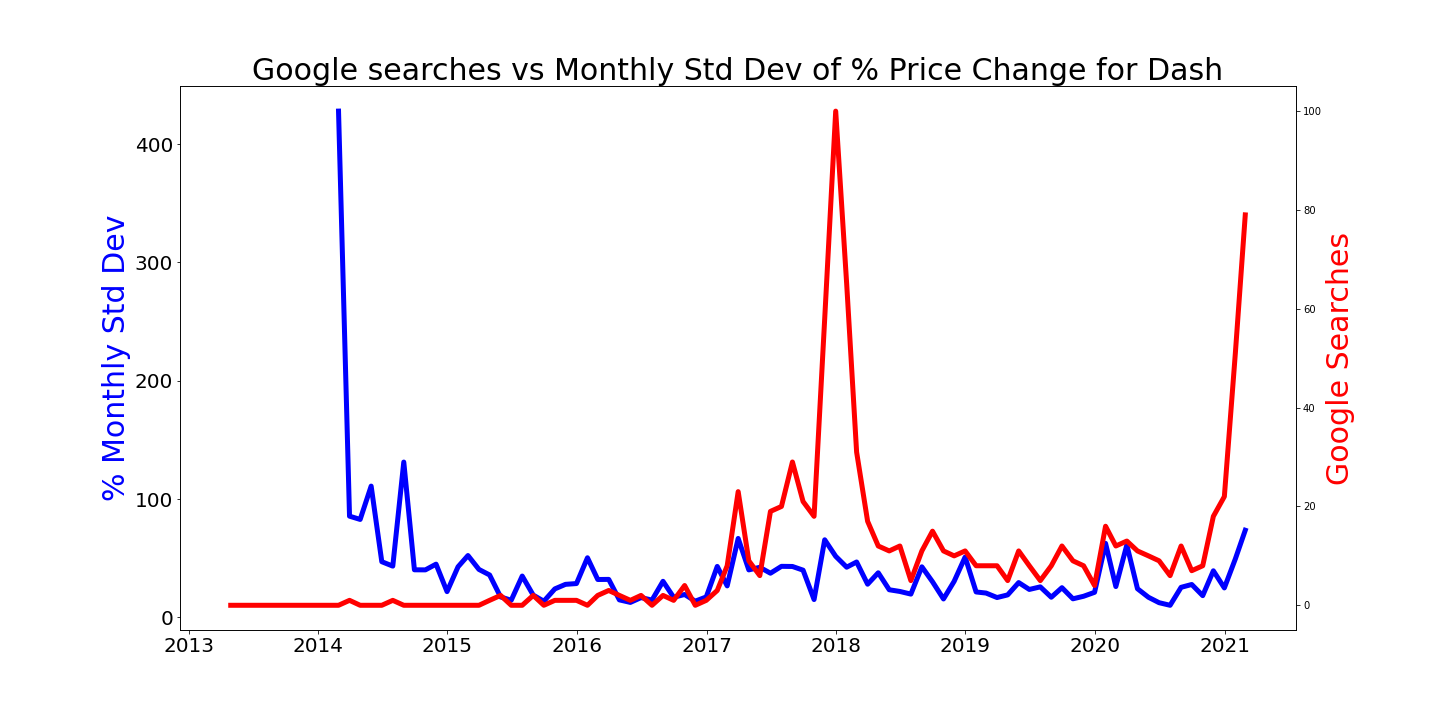 Google searches vs Monthly Std Dev of % Price Change for Dash
% Monthly Std Dev
400
300
200
100
0
100
80
60
40
20
0
Google Searches
2013 2014 2015 2016 2017 2018 2019 2020 2021